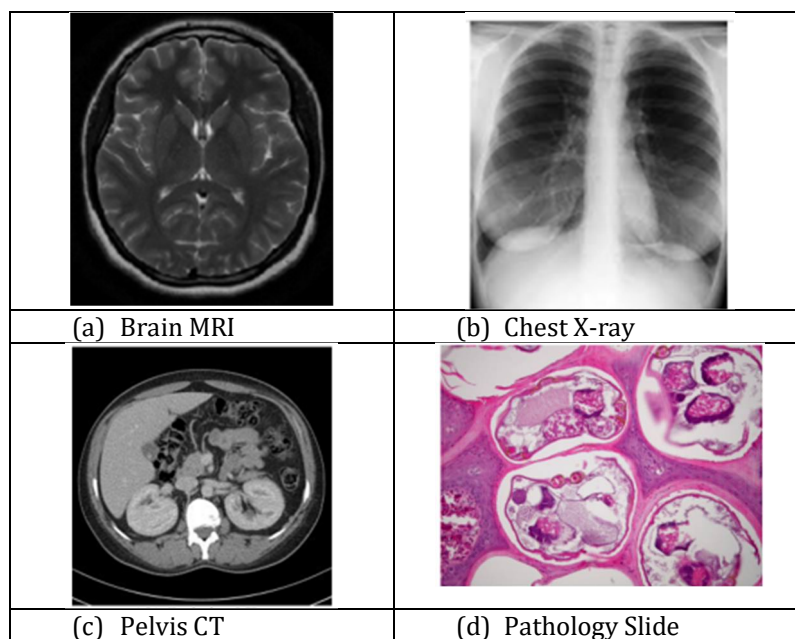 (a) Brain MRI
(b) Chest X-ray
(c) Pelvis CT
(d) Pathology Slide